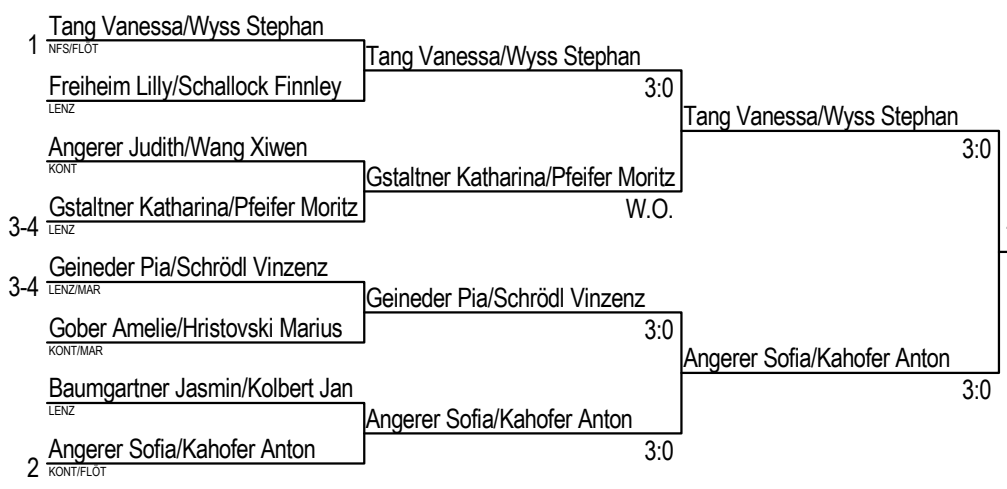 Tang Vanessa/Wyss Stephan
1
NFS/FLÖT
Tang Vanessa/Wyss Stephan
Freiheim Lilly/Schallock Finnley
3:0
LENZ
Tang Vanessa/Wyss Stephan
Angerer Judith/Wang Xiwen
3:0
KONT
Gstaltner Katharina/Pfeifer Moritz
Gstaltner Katharina/Pfeifer Moritz
W.O.
3-4
LENZ
Geineder Pia/Schrödl Vinzenz
3-4
LENZ/MAR
Geineder Pia/Schrödl Vinzenz
Gober Amelie/Hristovski Marius
3:0
KONT/MAR
Angerer Sofia/Kahofer Anton
Baumgartner Jasmin/Kolbert Jan
3:0
LENZ
Angerer Sofia/Kahofer Anton
Angerer Sofia/Kahofer Anton
3:0
2
KONT/FLÖT